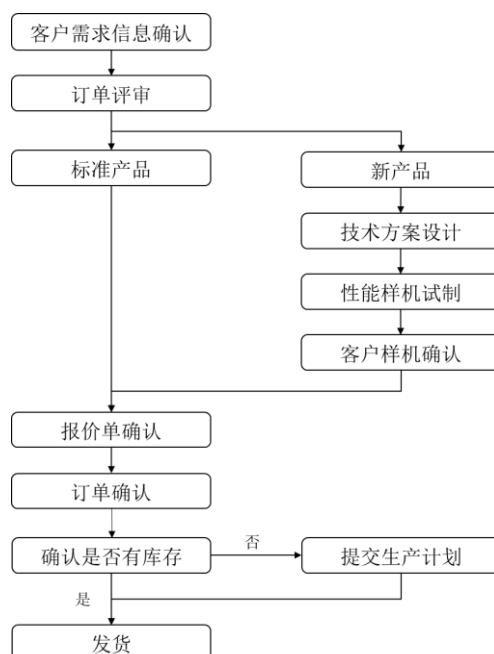 客户需求信息确认
订单评审
标准产品
新产品
技术方案设计
性能样机试制
客户样机确认
报价单确认
订单确认
确认是否有库存
否
提交生产计划
是
发货